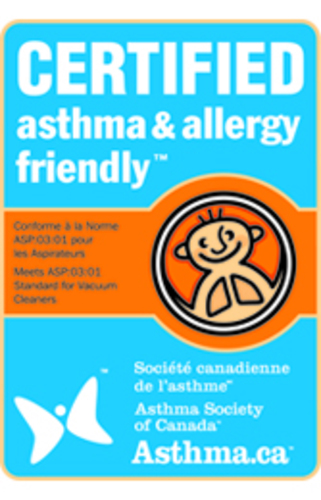 CERTIFIED
asthma & allergy
friendly™
Conforme à la Norme
ASP:03:01 pour
les Aspirateurs
Meets ASP:03:01
Standard for Vacuum
Cleaners
™
Société canadienne
de l'asthme™
Asthma Society
of Canada™
Asthma.ca™